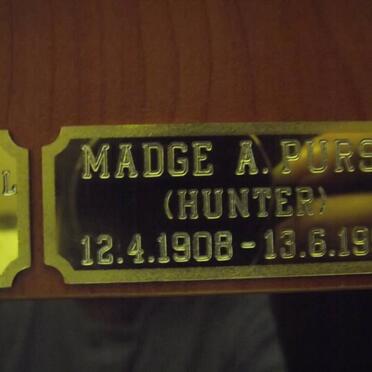 MADGE A. PURS
(HUNTER)
12.4.1908 - 13.6.19
L